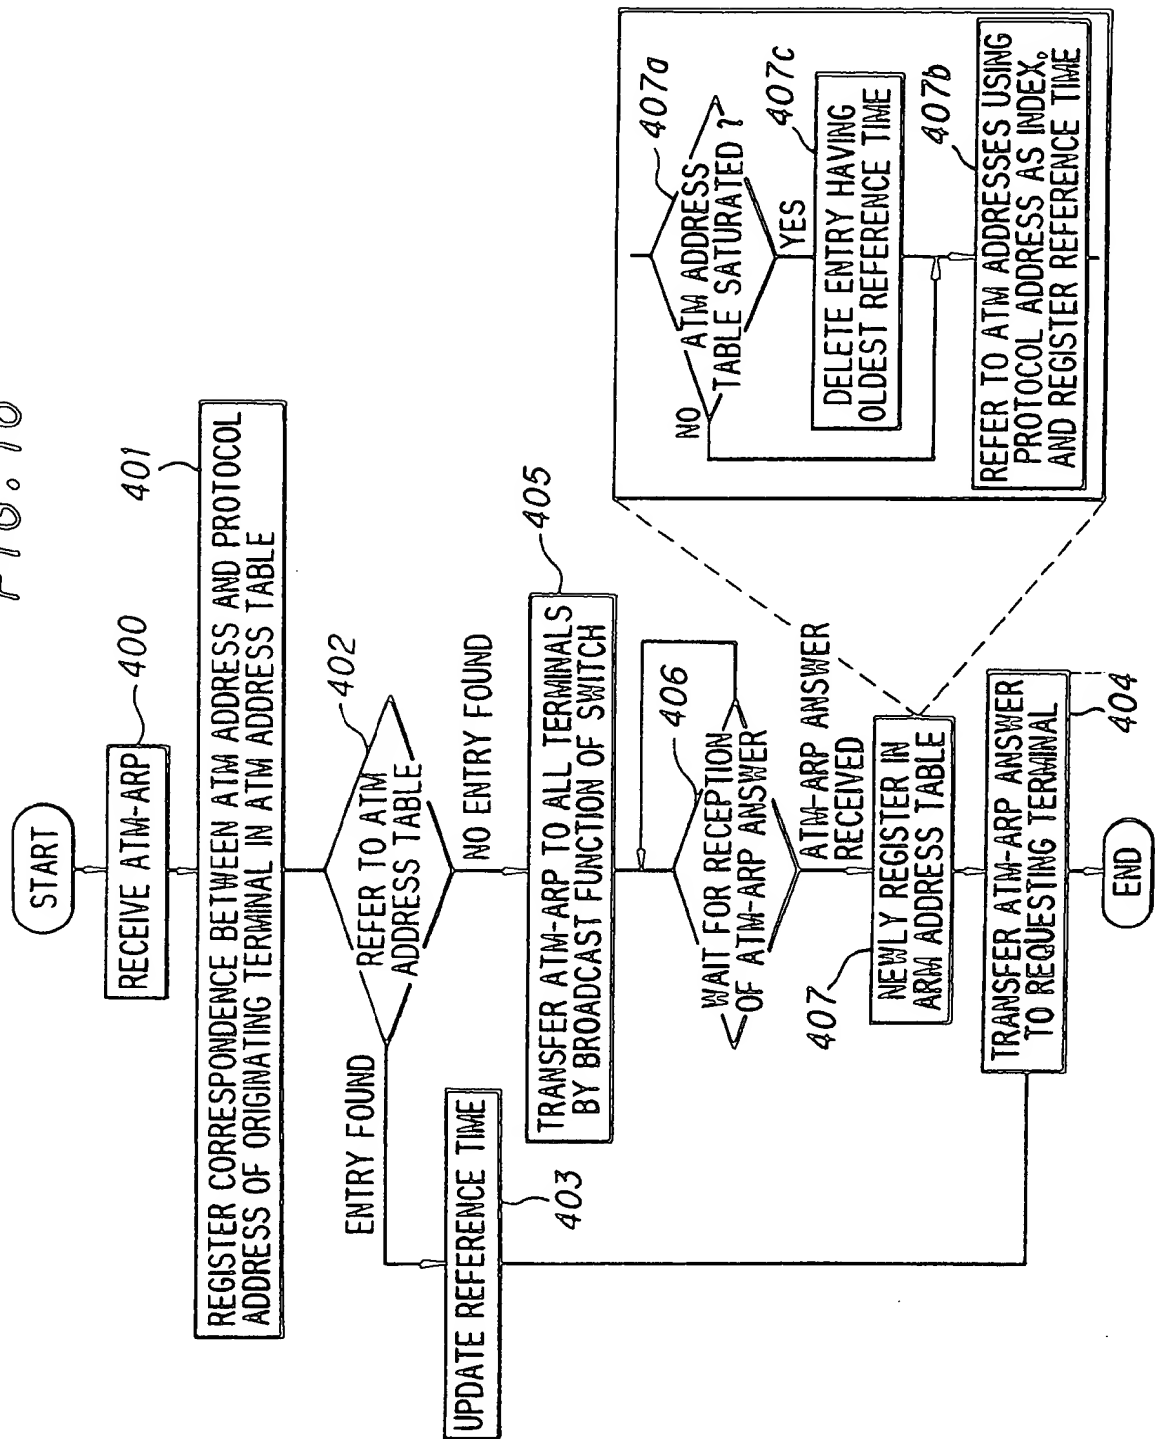 FIG. 10
START
400
RECEIVE ATM-ARP
401
REGISTER CORRESPONDENCE BETWEEN ATM ADDRESS AND PROTOCOL
ADDRESS OF ORIGINATING TERMINAL IN ATM ADDRESS TABLE
402
REFER TO ATM
ADDRESS TABLE
ENTRY FOUND
NO ENTRY FOUND
UPDATE REFERENCE TIME
403
405
TRANSFER ATM-ARP TO ALL TERMINALS
BY BROADCAST FUNCTION OF SWITCH
406
WAIT FOR RECEPTION
OF ATM-ARP ANSWER
ATM-ARP ANSWER
RECEIVED
407
NEWLY REGISTER IN
ARM ADDRESS TABLE
TRANSFER ATM-ARP ANSWER
TO REQUESTING TERMINAL
404
END
407a
ATM ADDRESS
TABLE SATURATED ?
NO
YES
407c
DELETE ENTRY HAVING
OLDEST REFERENCE TIME
407b
REFER TO ATM ADDRESSES USING
PROTOCOL ADDRESS AS INDEX,
AND REGISTER REFERENCE TIME